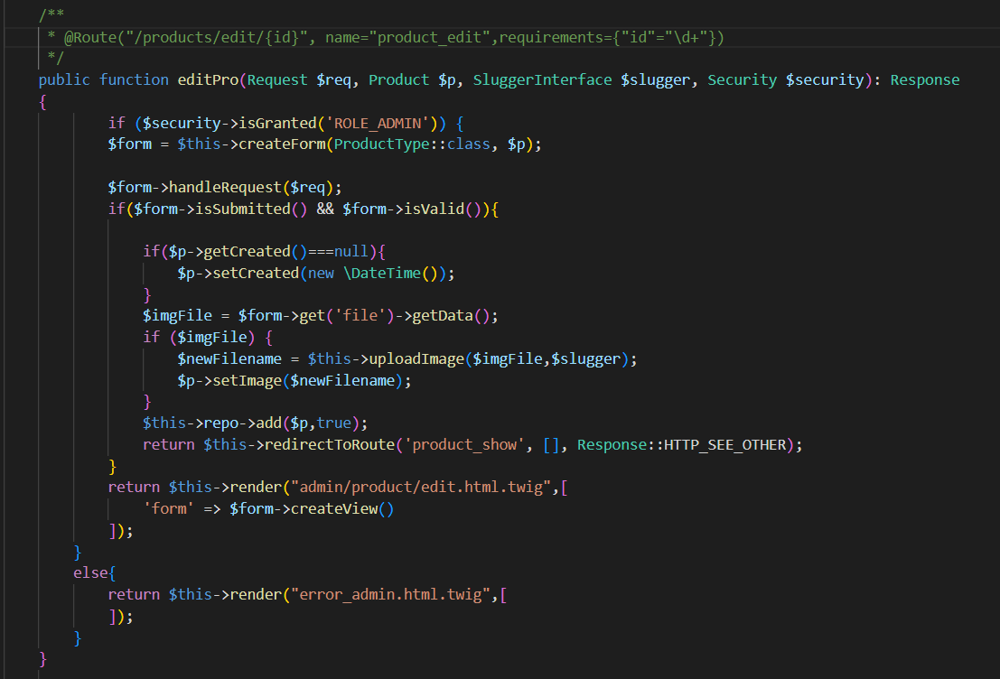 /**
 * @Route("/products/edit/{id}", name="product_edit",requirements={"id"="\d+"})
 */
public function editPro(Request $req, Product $p, SluggerInterface $slugger, Security $security): Response
{
        if ($security->isGranted('ROLE_ADMIN')) {
        $form = $this->createForm(ProductType::class, $p);

        $form->handleRequest($req);
        if($form->isSubmitted() && $form->isValid()){

            if($p->getCreated()===null){
                $p->setCreated(new \DateTime());
            }
            $imgFile = $form->get('file')->getData();
            if ($imgFile) {
                $newFilename = $this->uploadImage($imgFile,$slugger);
                $p->setImage($newFilename);
            }
            $this->repo->add($p,true);
            return $this->redirectToRoute('product_show', [], Response::HTTP_SEE_OTHER);
        }
        return $this->render("admin/product/edit.html.twig",[
            'form' => $form->createView()
        ]);
    }
    else{
        return $this->render("error_admin.html.twig",[
        ]);
    }
}